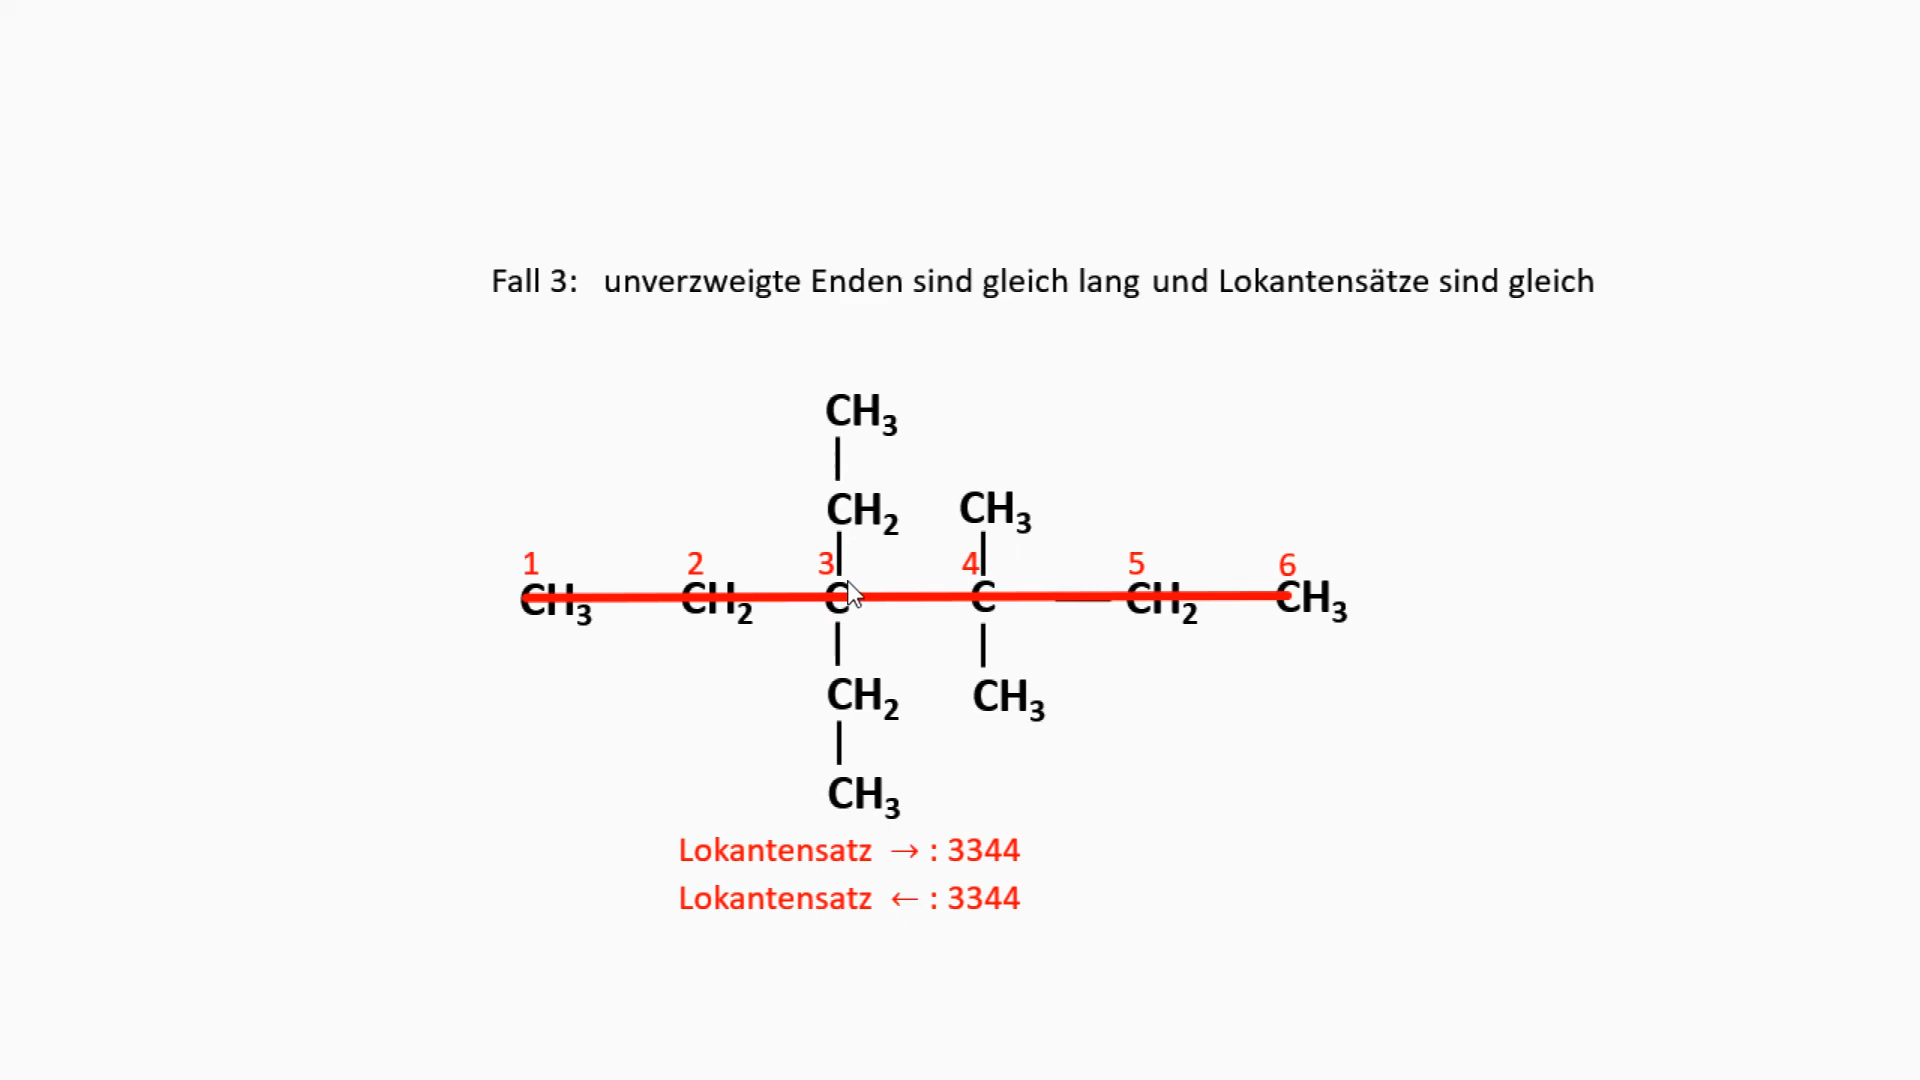 Fall 3: unverzweigte Enden sind gleich lang und Lokantensätze sind gleich
CH3
CH2 CH3
1 2 3 4 5 6
CH3 CH2 C C CH2 CH3
CH2 CH3
CH3
Lokantensatz → : 3344
Lokantensatz ← : 3344